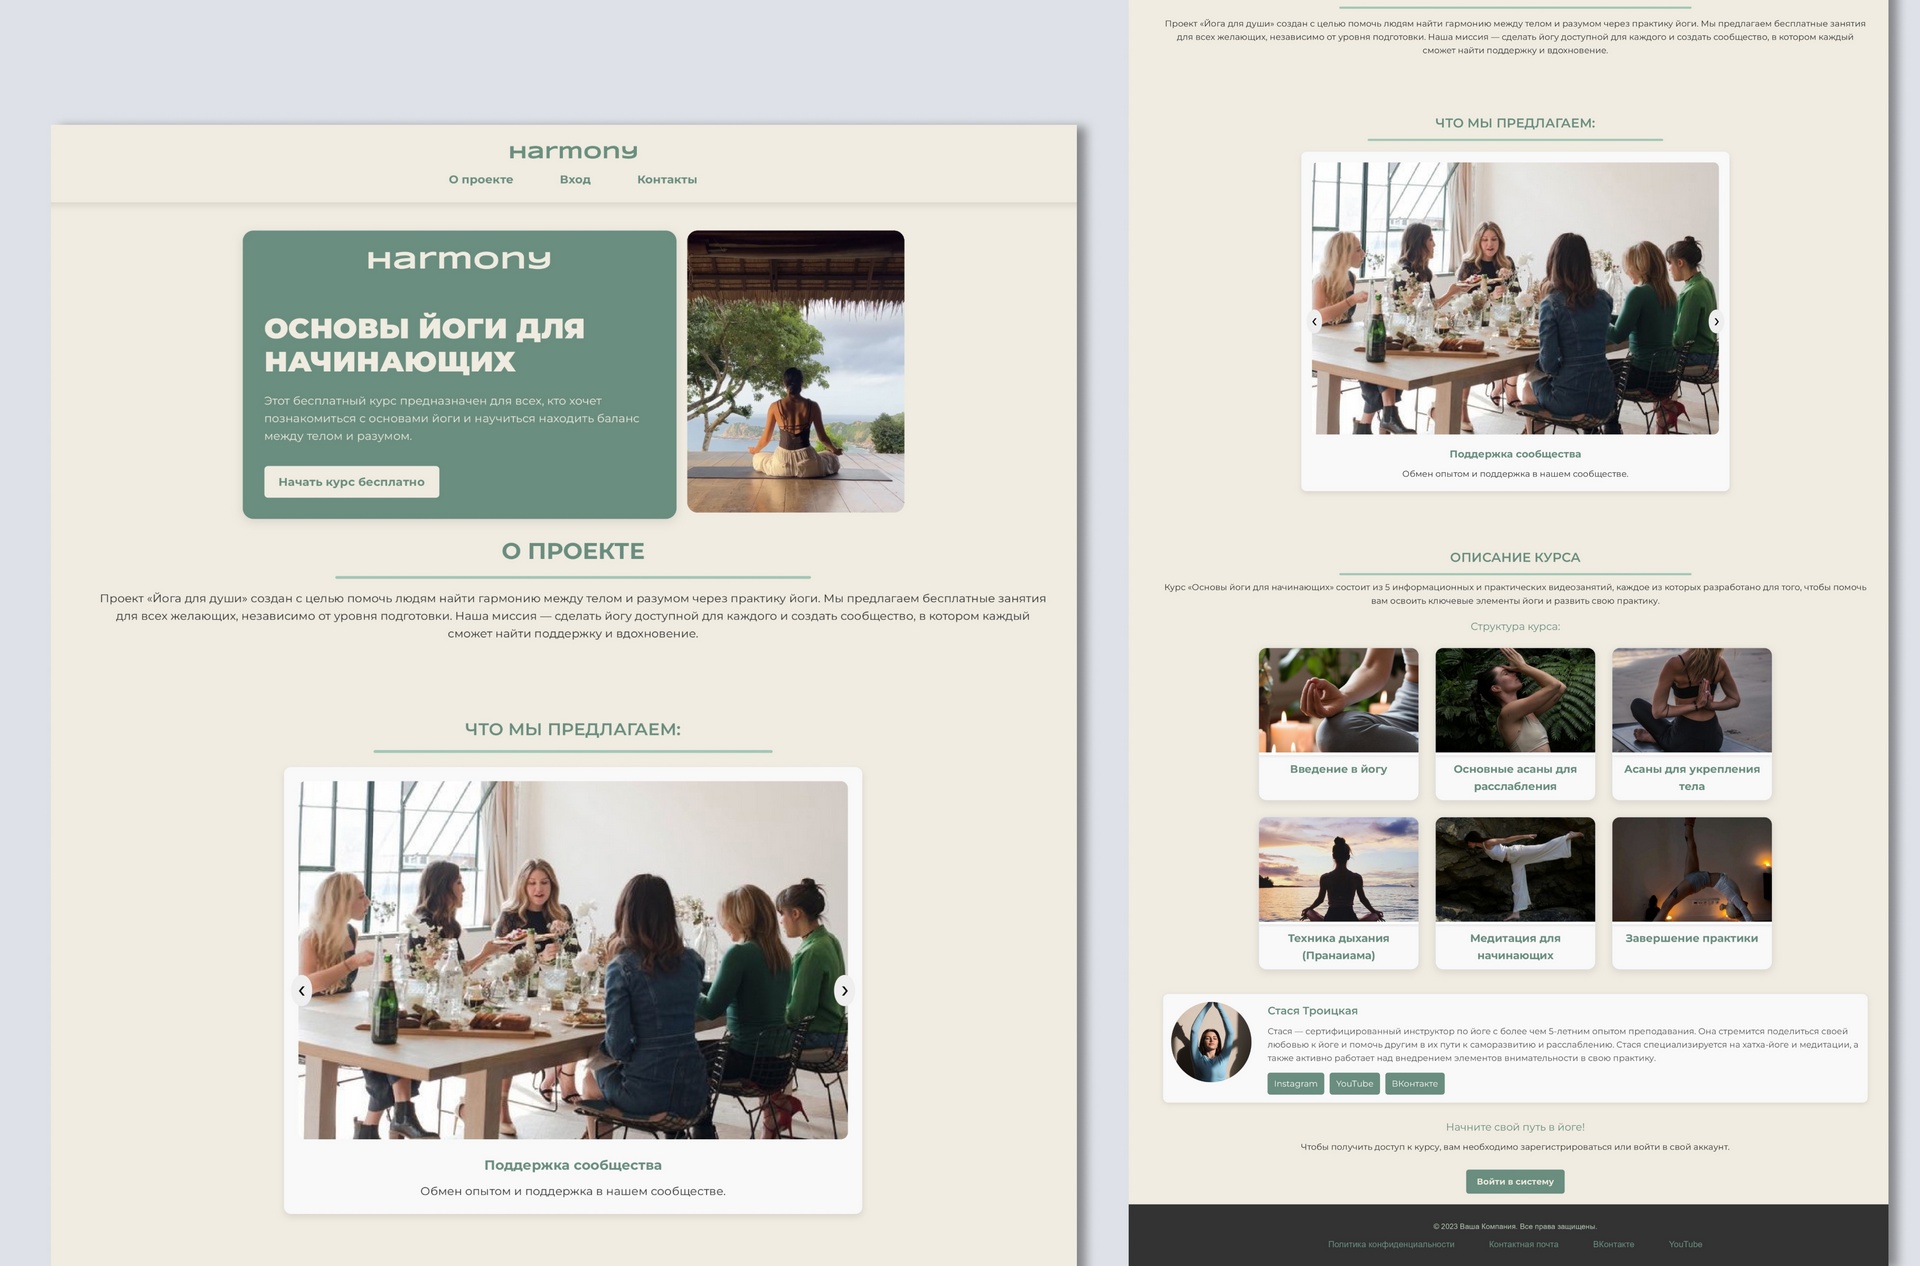 Harmony
О проекте Вход Контакты
Harmony
ОСНОВЫ ЙОГИ ДЛЯ
НАЧИНАЮЩИХ
Этот бесплатный курс предназначен для всех, кто хочет
познакомиться с основами йоги и научиться находить баланс
между телом и разумом.
Начать курс бесплатно
О ПРОЕКТЕ
Проект «Йога для души» создан с целью помочь людям найти гармонию между телом и разумом через практику йоги. Мы предлагаем бесплатные занятия
для всех желающих, независимо от уровня подготовки. Наша миссия — сделать йогу доступной для каждого и создать сообщество, в котором каждый
сможет найти поддержку и вдохновение.
ЧТО МЫ ПРЕДЛАГАЕМ:
‹ ›
Поддержка сообщества
Обмен опытом и поддержка в нашем сообществе.
Проект «Йога для души» создан с целью помочь людям найти гармонию между телом и разумом через практику йоги. Мы предлагаем бесплатные занятия
для всех желающих, независимо от уровня подготовки. Наша миссия — сделать йогу доступной для каждого и создать сообщество, в котором каждый
сможет найти поддержку и вдохновение.
ЧТО МЫ ПРЕДЛАГАЕМ:
‹ ›
Поддержка сообщества
Обмен опытом и поддержка в нашем сообществе.
ОПИСАНИЕ КУРСА
Курс «Основы йоги для начинающих» состоит из 5 информационных и практических видеозанятий, каждое из которых разработано для того, чтобы помочь
вам освоить ключевые элементы йоги и развить свою практику.
Структура курса:
Введение в йогу
Основные асаны для
расслабления
Асаны для укрепления
тела
Техника дыхания
(Пранаиама)
Медитация для
начинающих
Завершение практики
Стася Троицкая
Стася — сертифицированный инструктор по йоге с более чем 5-летним опытом преподавания. Она стремится поделиться своей
любовью к йоге и помочь другим в их пути к саморазвитию и расслаблению. Стася специализируется на хатха-йоге и медитации, а
также активно работает над внедрением элементов внимательности в свою практику.
Instagram YouTube ВКонтакте
Начните свой путь в йоге!
Чтобы получить доступ к курсу, вам необходимо зарегистрироваться или войти в свой аккаунт.
Войти в систему
© 2023 Ваша Компания. Все права защищены.
Политика конфиденциальности Контактная почта ВКонтакте YouTube